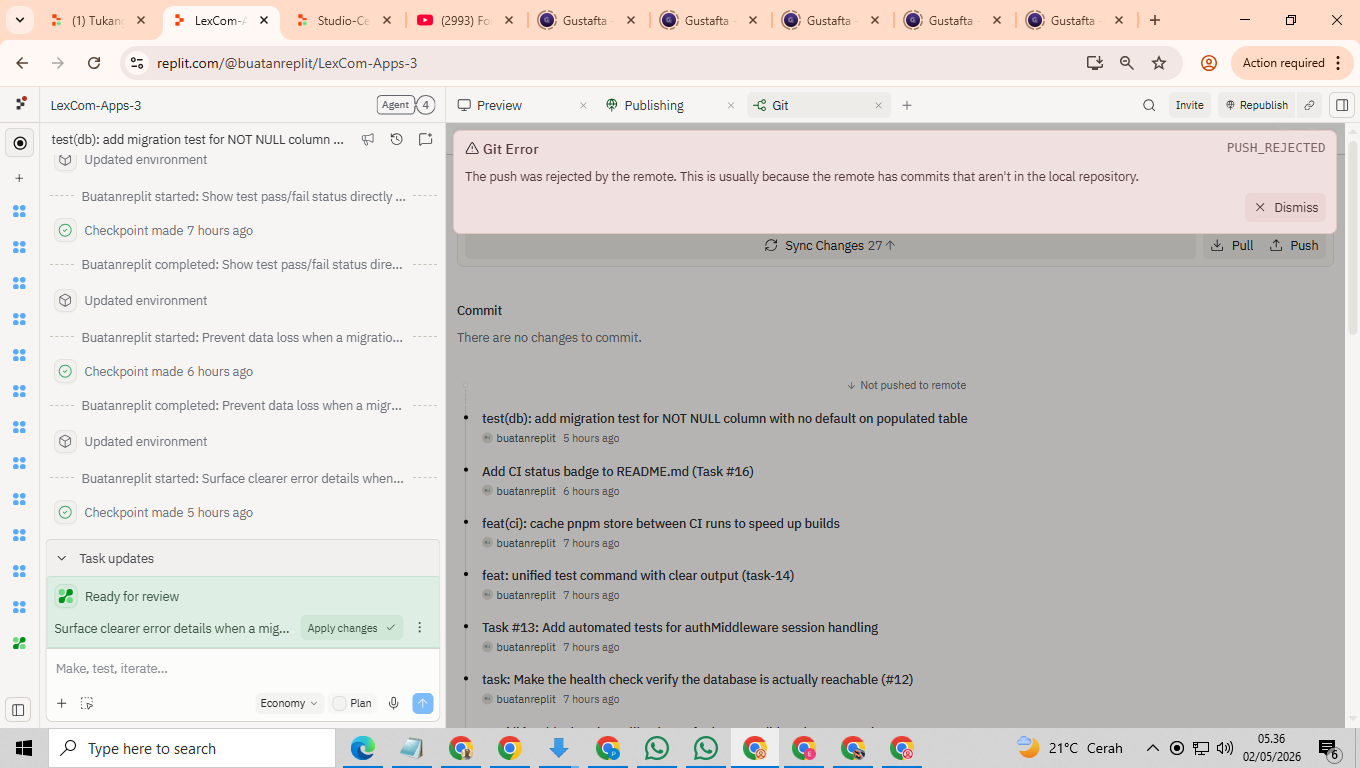 (1) Tukan
LexCom-A
Studio-Ce
(2993) Fo
Gustafta
Gustafta
Gustafta
Gustafta
Gustafta
replit.com/@buatanreplit/LexCom-Apps-3
Action required
LexCom-Apps-3
Agent 4
Preview
Publishing
Git
Invite
Republish
test(db): add migration test for NOT NULL column ...
Updated environment
Buatanreplit started: Show test pass/fail status directly ...
Checkpoint made 7 hours ago
Buatanreplit completed: Show test pass/fail status dire...
Updated environment
Buatanreplit started: Prevent data loss when a migratio...
Checkpoint made 6 hours ago
Buatanreplit completed: Prevent data loss when a migr...
Updated environment
Buatanreplit started: Surface clearer error details when...
Checkpoint made 5 hours ago
Task updates
Ready for review
Surface clearer error details when a mig...
Apply changes
Make, test, iterate...
Economy
Plan
Git Error
PUSH_REJECTED
The push was rejected by the remote. This is usually because the remote has commits that aren't in the local repository.
Dismiss
Sync Changes 27
Pull
Push
Commit
There are no changes to commit.
Not pushed to remote
test(db): add migration test for NOT NULL column with no default on populated table
buatanreplit 5 hours ago
Add CI status badge to README.md (Task #16)
buatanreplit 6 hours ago
feat(ci): cache pnpm store between CI runs to speed up builds
buatanreplit 7 hours ago
feat: unified test command with clear output (task-14)
buatanreplit 7 hours ago
Task #13: Add automated tests for authMiddleware session handling
buatanreplit 7 hours ago
task: Make the health check verify the database is actually reachable (#12)
buatanreplit 7 hours ago
Type here to search
21°C Cerah
05.36
02/05/2026
6